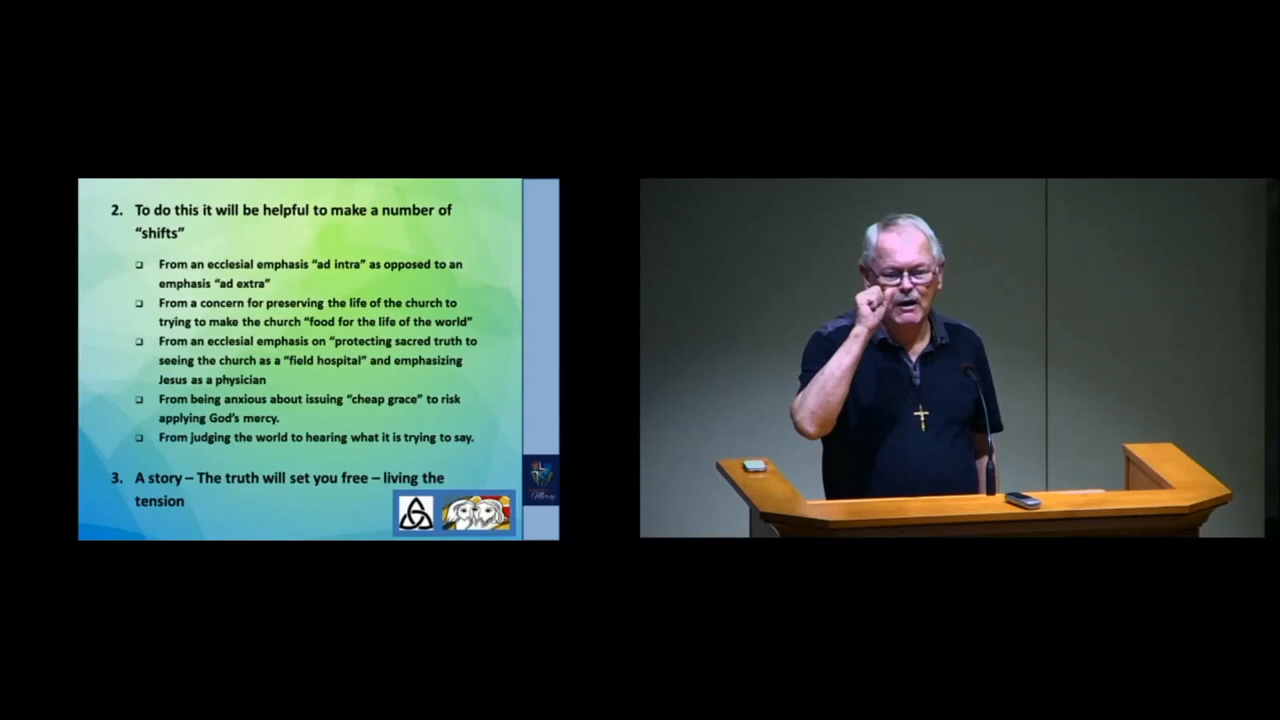 2. To do this it will be helpful to make a number of
“shifts”
❑ From an ecclesial emphasis “ad intra” as opposed to an
emphasis “ad extra”
❑ From a concern for preserving the life of the church to
trying to make the church “food for the life of the world”
❑ From an ecclesial emphasis on “protecting sacred truth to
seeing the church as a “field hospital” and emphasizing
Jesus as a physician
❑ From being anxious about issuing “cheap grace” to risk
applying God’s mercy.
❑ From judging the world to hearing what it is trying to say.
3. A story – The truth will set you free – living the
tension
Mercy